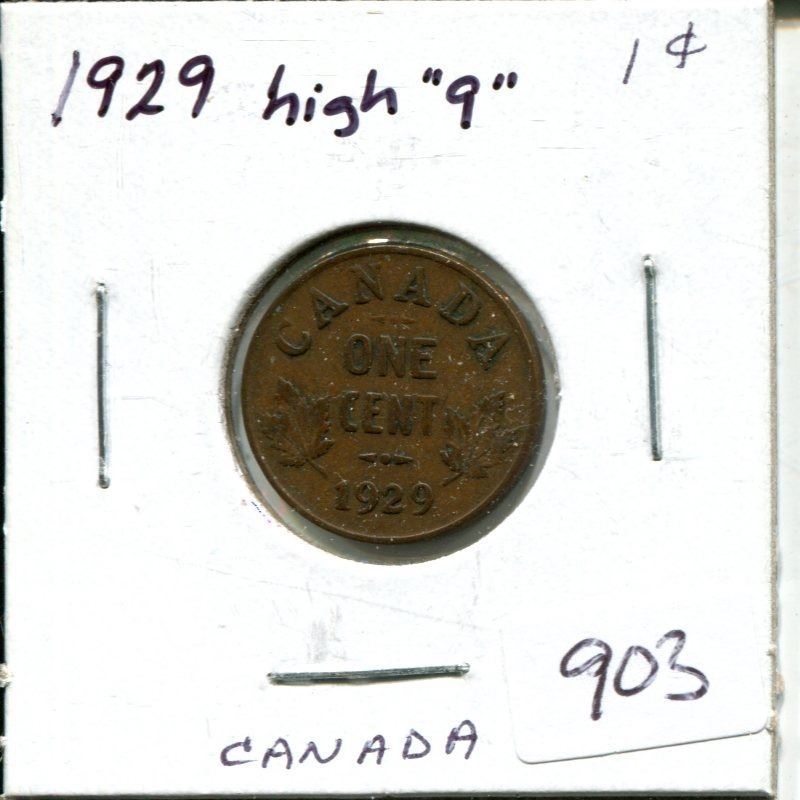 1929 high "9" 1¢
CANADA
ONE
CENT
1929
903
CANADA